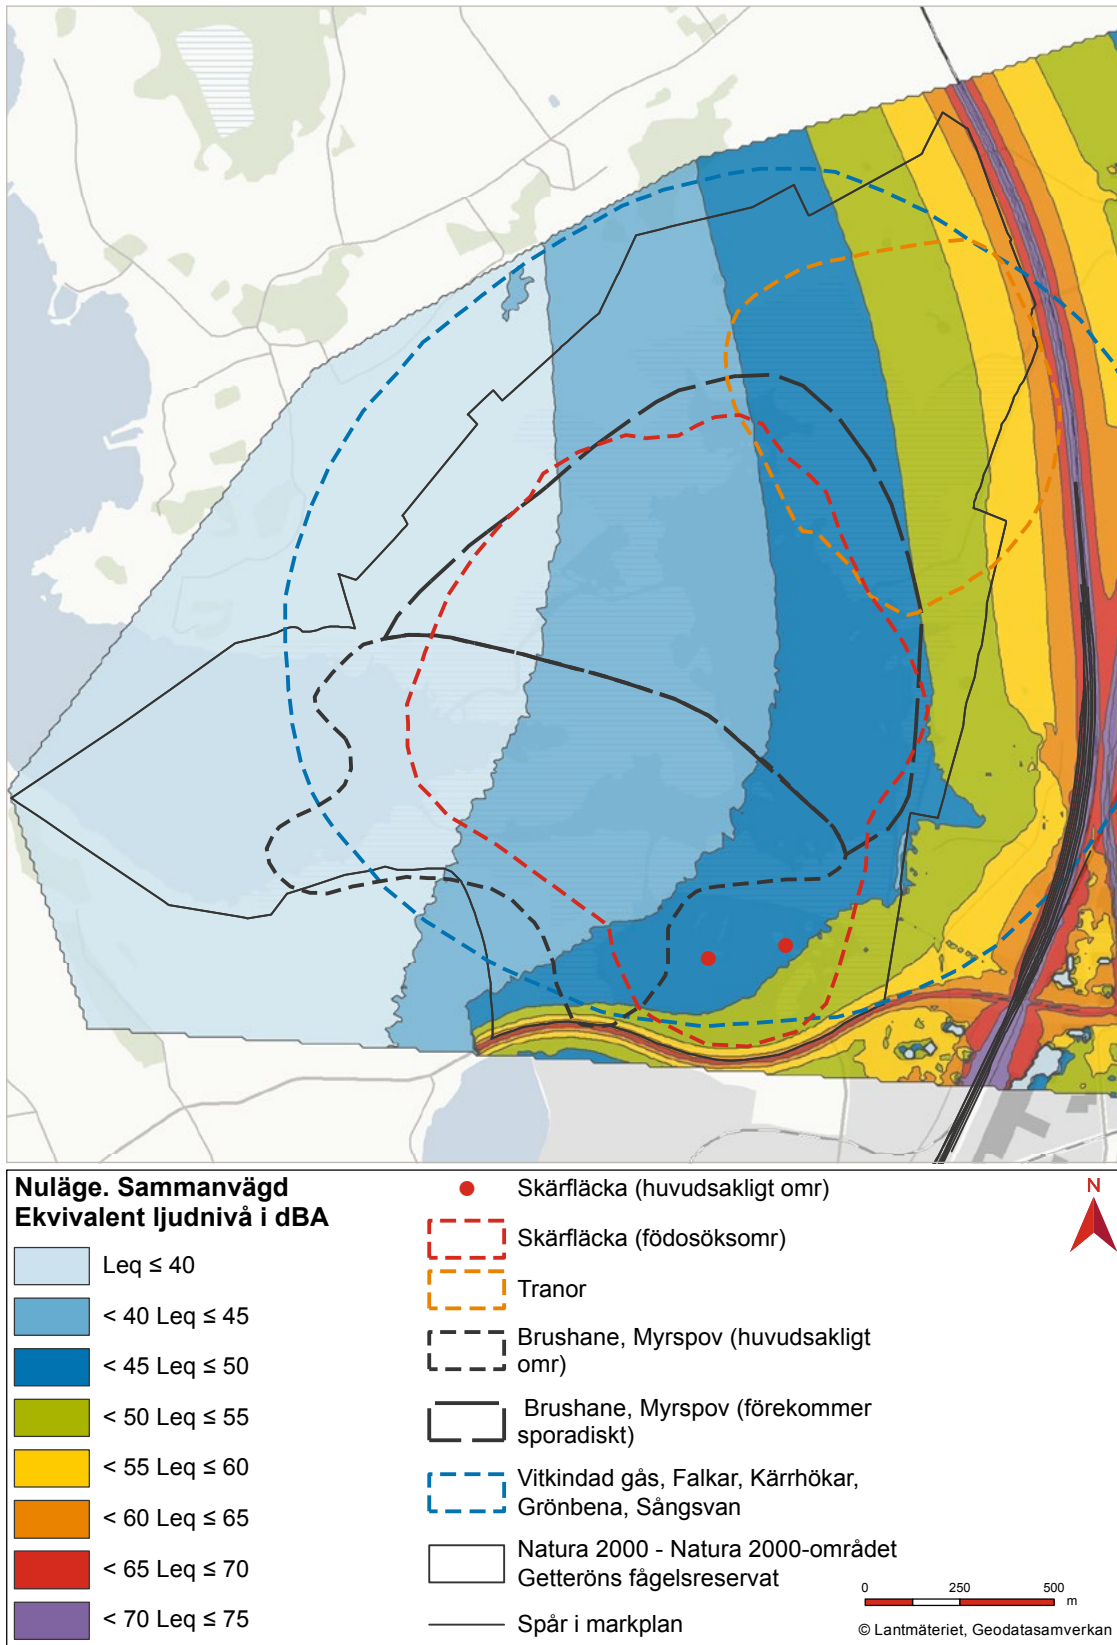 Nuläge. Sammanvägd
Ekvivalent ljudnivå i dBA
Leq ≤ 40
< 40 Leq ≤ 45
< 45 Leq ≤ 50
< 50 Leq ≤ 55
< 55 Leq ≤ 60
< 60 Leq ≤ 65
< 65 Leq ≤ 70
< 70 Leq ≤ 75
Skärfläcka (huvudsakligt omr)
Skärfläcka (födosöksomr)
Tranor
Brushane, Myrspov (huvudsakligt
omr)
Brushane, Myrspov (förekommer
sporadiskt)
Vitkindad gås, Falkar, Kärrhökar,
Grönbena, Sångsvan
Natura 2000 - Natura 2000-området
Getteröns fågelsreservat
Spår i markplan
N
0 250 500
m
© Lantmäteriet, Geodatasamverkan